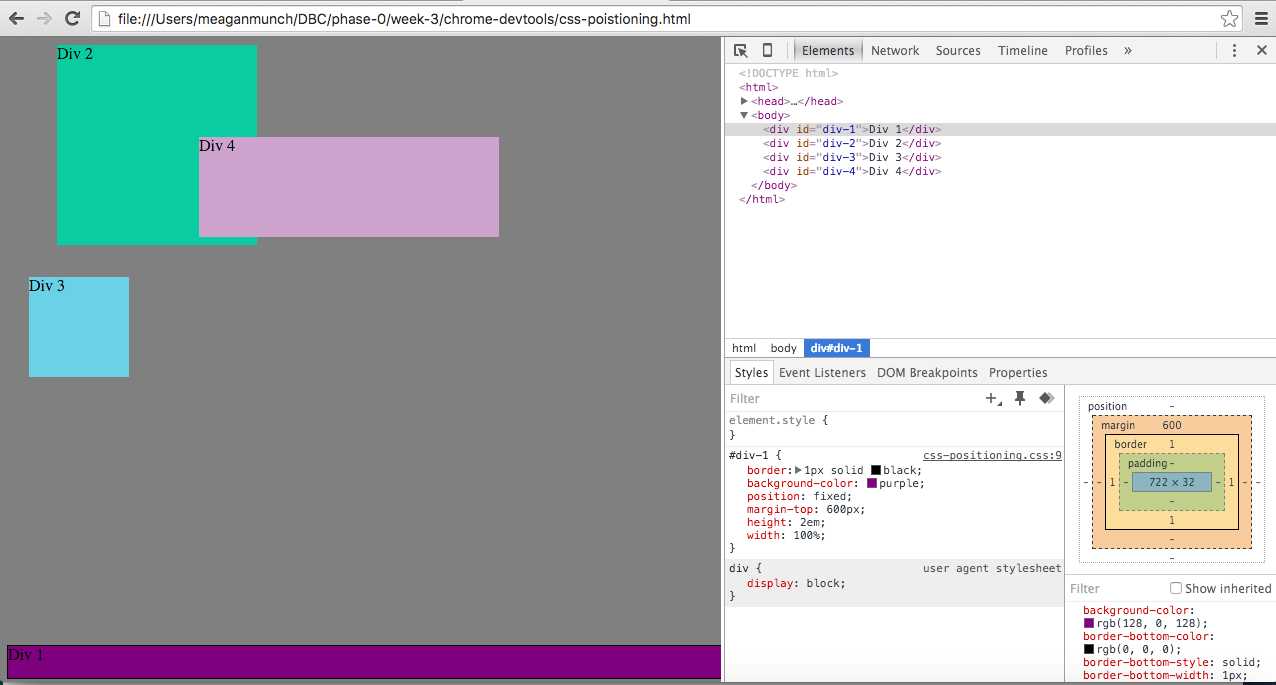 file:///Users/meaganmunch/DBC/phase-0/week-3/chrome-devtools/css-poistioning.html
Div 2
Div 4
Div 3
Div 1
Elements Network Sources Timeline Profiles »
<!DOCTYPE html>
<html>
<head>…</head>
<body>
<div id="div-1">Div 1</div>
<div id="div-2">Div 2</div>
<div id="div-3">Div 3</div>
<div id="div-4">Div 4</div>
</body>
</html>
html body div#div-1
Styles Event Listeners DOM Breakpoints Properties
Filter
element.style {
}
#div-1 { css-positioning.css:9
border: 1px solid black;
background-color: purple;
position: fixed;
margin-top: 600px;
height: 2em;
width: 100%;
}
div { user agent stylesheet
display: block;
}
position -
margin 600
border 1
padding -
- - 1 - 722 × 32 - 1 - -
-
1
-
-
Filter Show inherited
background-color:
rgb(128, 0, 128);
border-bottom-color:
rgb(0, 0, 0);
border-bottom-style: solid;
border-bottom-width: 1px;